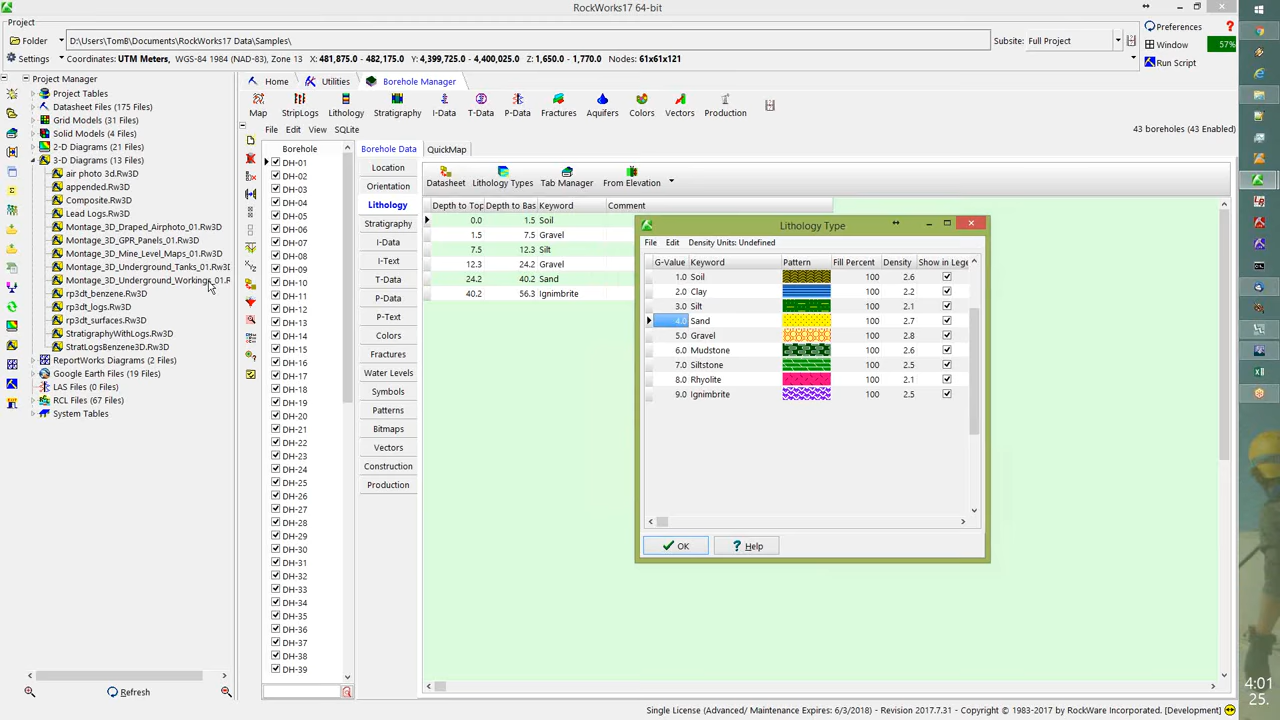 RockWorks17 64-bit
Project
Folder D:\Users\TomB\Documents\RockWorks17 Data\Samples\ Subsite: Full Project Preferences
Window 57%
Settings Coordinates: UTM Meters, WGS-84 1984 (NAD-83), Zone 13 X: 481,875.0 - 482,175.0 Y: 4,399,725.0 - 4,400,025.0 Z: 1,650.0 - 1,770.0 Nodes: 61x61x121 Run Script
Project Manager
Project Tables
Datasheet Files (175 Files)
Grid Models (31 Files)
Solid Models (4 Files)
2-D Diagrams (21 Files)
3-D Diagrams (13 Files)
air photo 3d.Rw3D
appended.Rw3D
Composite.Rw3D
Lead Logs.Rw3D
Montage_3D_Draped_Airphoto_01.Rw3D
Montage_3D_GPR_Panels_01.Rw3D
Montage_3D_Mine_Level_Maps_01.Rw3D
Montage_3D_Underground_Tanks_01.Rw3D
Montage_3D_Underground_Workings_01.R
rp3dt_benzene.Rw3D
rp3dt_logs.Rw3D
rp3dt_surfaces.Rw3D
StratigraphyWithLogs.Rw3D
StratLogsBenzene3D.Rw3D
ReportWorks Diagrams (2 Files)
Google Earth Files (19 Files)
LAS Files (0 Files)
RCL Files (67 Files)
System Tables
Refresh
Home Utilities Borehole Manager
Map StripLogs Lithology Stratigraphy I-Data T-Data P-Data Fractures Aquifers Colors Vectors Production
File Edit View SQLite 43 boreholes (43 Enabled)
Borehole
DH-01
DH-02
DH-03
DH-04
DH-05
DH-06
DH-07
DH-08
DH-09
DH-10
DH-11
DH-12
DH-13
DH-14
DH-15
DH-16
DH-17
DH-18
DH-19
DH-20
DH-21
DH-22
DH-23
DH-24
DH-25
DH-26
DH-27
DH-28
DH-29
DH-30
DH-31
DH-32
DH-33
DH-34
DH-35
DH-36
DH-37
DH-38
DH-39
Borehole Data QuickMap
Location
Orientation
Lithology
Stratigraphy
I-Data
I-Text
T-Data
P-Data
P-Text
Colors
Fractures
Water Levels
Symbols
Patterns
Bitmaps
Vectors
Construction
Production
Datasheet Lithology Types Tab Manager From Elevation
Depth to Top Depth to Bas Keyword Comment
0.0 1.5 Soil
1.5 7.5 Gravel
7.5 12.3 Silt
12.3 24.2 Gravel
24.2 40.2 Sand
40.2 56.3 Ignimbrite
Lithology Type
File Edit Density Units: Undefined
G-Value Keyword Pattern Fill Percent Density Show in Lege
1.0 Soil 100 2.6
2.0 Clay 100 2.2
3.0 Silt 100 2.1
4.0 Sand 100 2.7
5.0 Gravel 100 2.8
6.0 Mudstone 100 2.6
7.0 Siltstone 100 2.5
8.0 Rhyolite 100 2.1
9.0 Ignimbrite 100 2.5
OK Help
Single License (Advanced/ Maintenance Expires: 6/3/2018) - Revision 2017.7.31 - Copyright © 1983-2017 by RockWare Incorporated. [Development]
4:01
25.